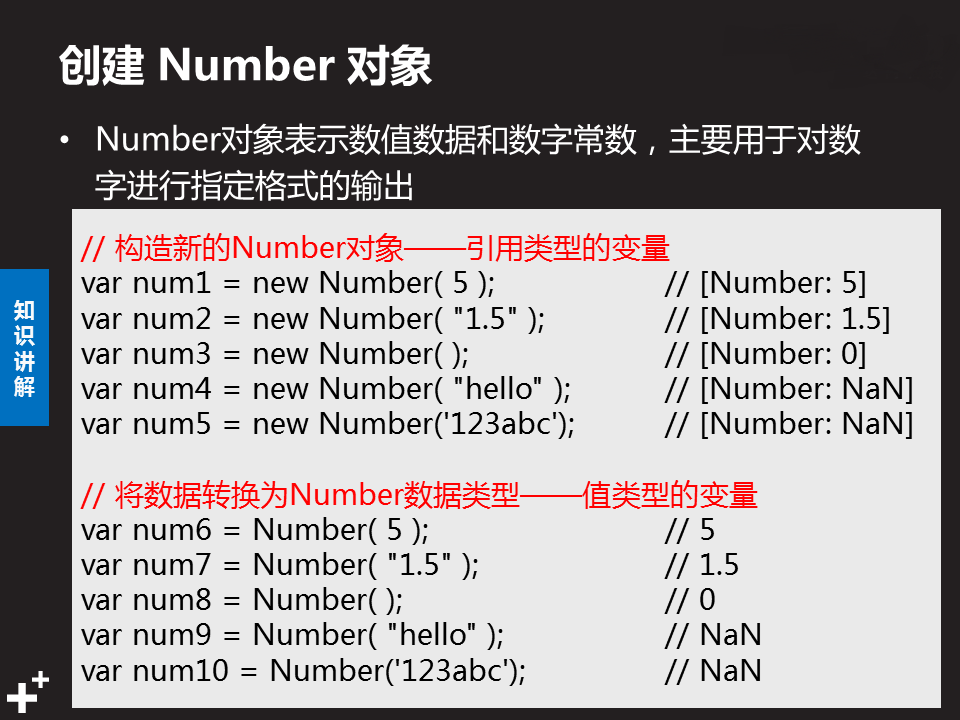 创建 Number 对象
• Number对象表示数值数据和数字常数，主要用于对数
字进行指定格式的输出
// 构造新的Number对象——引用类型的变量
var num1 = new Number( 5 ); // [Number: 5]
var num2 = new Number( "1.5" ); // [Number: 1.5]
var num3 = new Number( ); // [Number: 0]
var num4 = new Number( "hello" ); // [Number: NaN]
var num5 = new Number('123abc'); // [Number: NaN]
// 将数据转换为Number数据类型——值类型的变量
var num6 = Number( 5 ); // 5
var num7 = Number( "1.5" ); // 1.5
var num8 = Number( ); // 0
var num9 = Number( "hello" ); // NaN
var num10 = Number('123abc'); // NaN
知识讲解